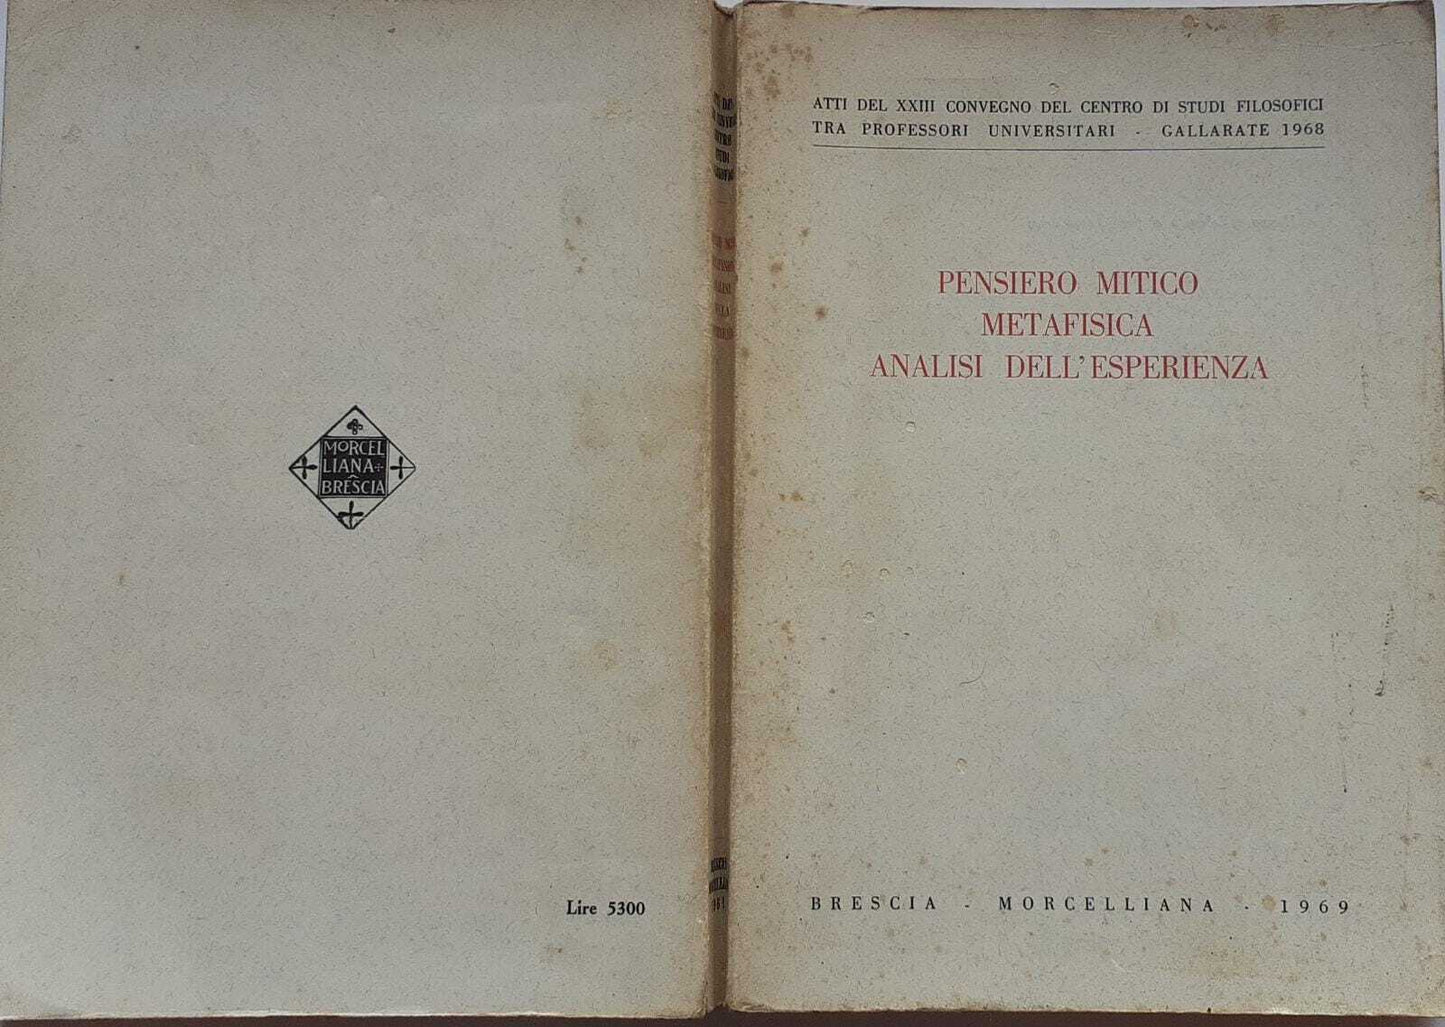 MORCEL
LIANA
BRESCIA
Lire 5300
STUDI
ATTI DEL XXIII CONVEGNO DEL CENTRO DI STUDI FILOSOFICI
TRA PROFESSORI UNIVERSITARI - GALLARATE 1968
PENSIERO MITICO
METAFISICA
ANALISI DELL'ESPERIENZA
BRESCIA - MORCELLIANA - 1969